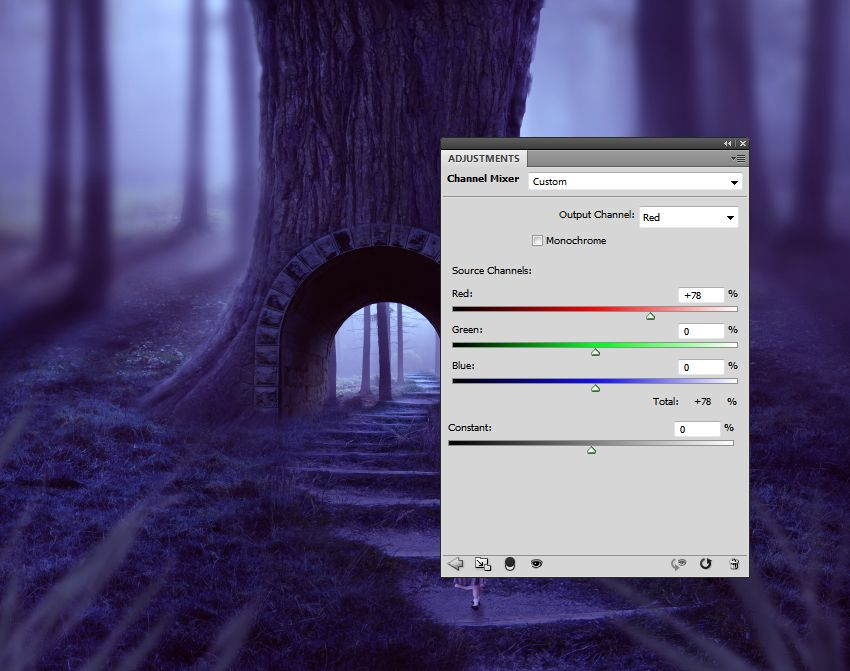 ADJUSTMENTS
Channel Mixer Custom
Output Channel: Red
Monochrome
Source Channels:
Red: +78 %
Green: 0 %
Blue: 0 %
Total: +78 %
Constant: 0 %